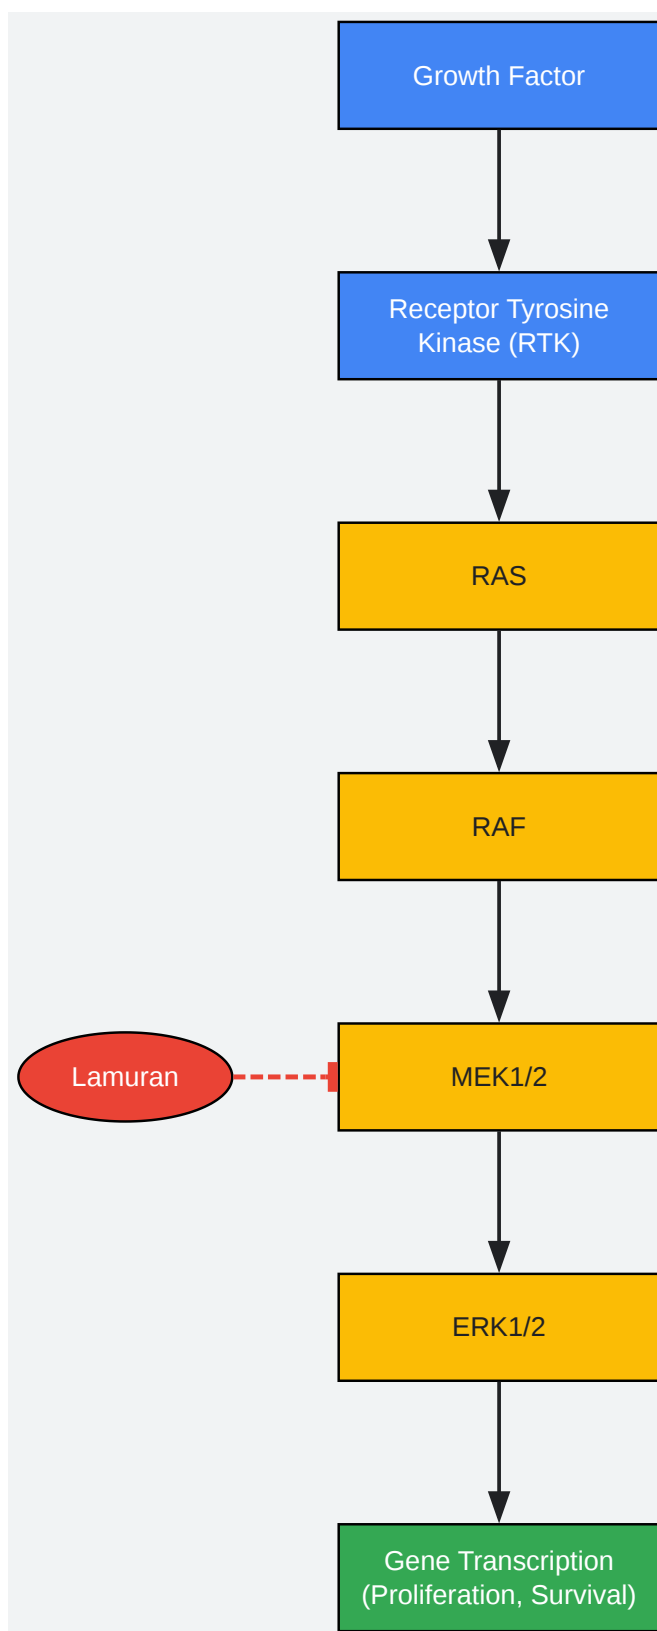 Growth Factor
Receptor Tyrosine
Kinase (RTK)
RAS
RAF
Lamuran
MEK1/2
ERK1/2
Gene Transcription
(Proliferation, Survival)